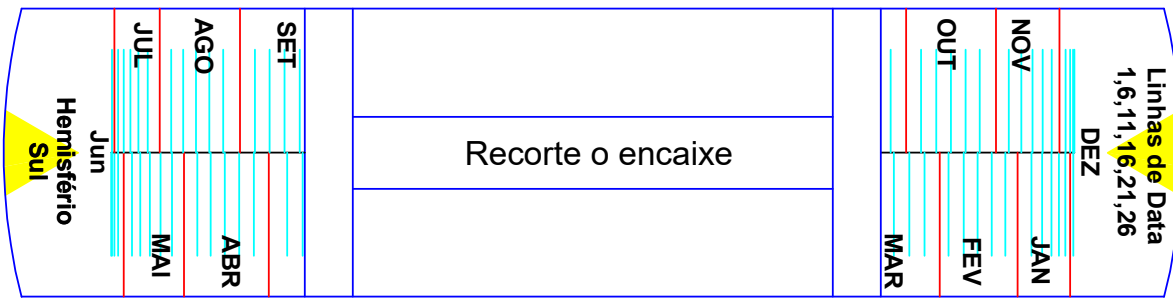 JUL
AGO
SET
Jun
Hemisfério
Sul
MAI
ABR
Recorte o encaixe
OUT
NOV
DEZ
Linhas de Data
1,6,11,16,21,26
MAR
FEV
JAN